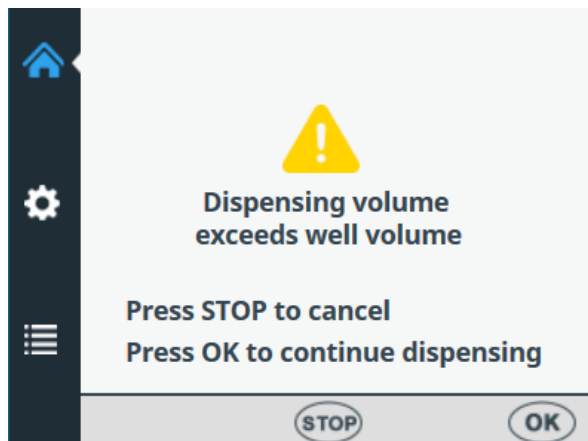 Dispensing volume
exceeds well volume
Press STOP to cancel
Press OK to continue dispensing
STOP
OK